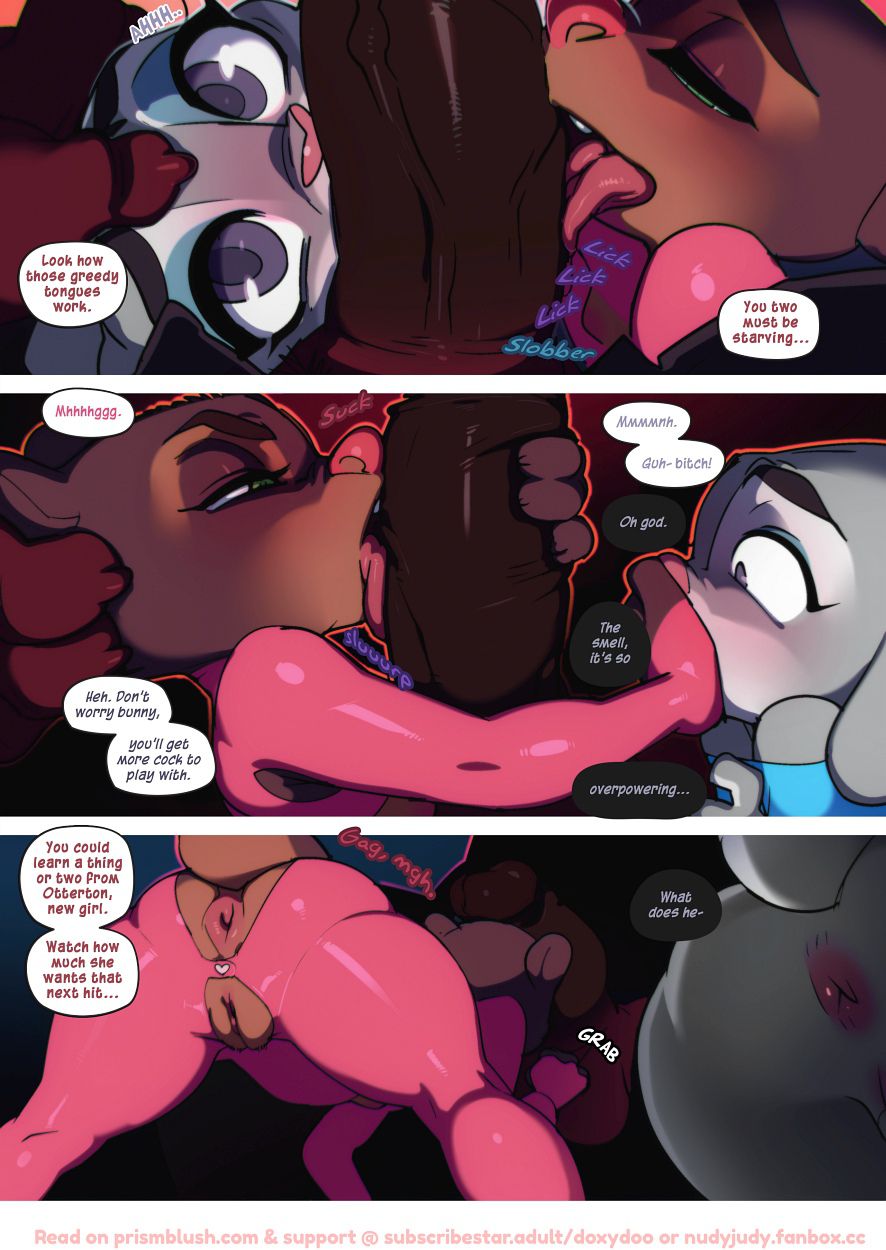 AHHH..
Look how
those greedy
tongues
work.
Lick
Lick
Lick
Slobber
You two
must be
starving...
Mhhhhggg.
Suck
Mmmmnh.
Guh- bitch!
Oh god.
The
smell,
it's so
sluuurp
Heh. Don't
worry bunny,
you'll get
more cock to
play with.
overpowering...
You could
learn a thing
or two from
Otterton,
new girl.
Watch how
much she
wants that
next hit...
Gag, mgh.
What
does he-
GRAB
Read on prismblush.com & support @ subscribestar.adult/doxydoo or nudyjudy.fanbox.cc